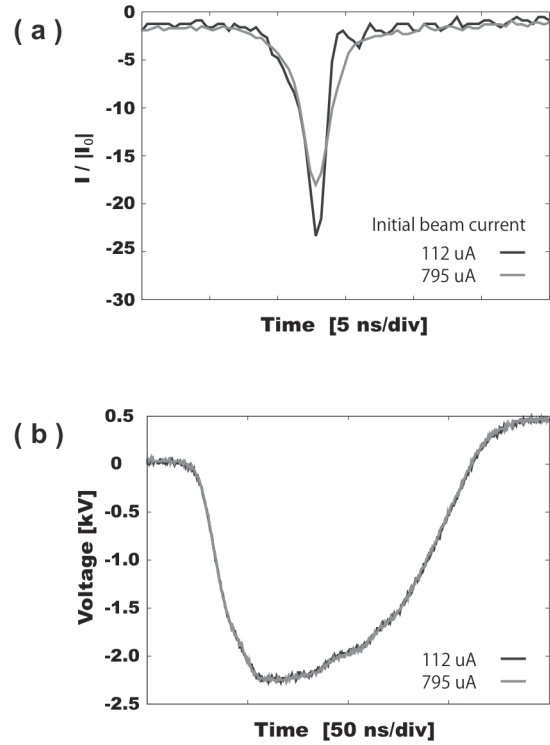 ( a )
0
-5
-10
-15
-20
-25
-30
I / |I₀|
Initial beam current
112 uA
795 uA
Time [5 ns/div]
( b )
0.5
0
-0.5
-1.0
-1.5
-2.0
-2.5
Voltage [kV]
112 uA
795 uA
Time [50 ns/div]